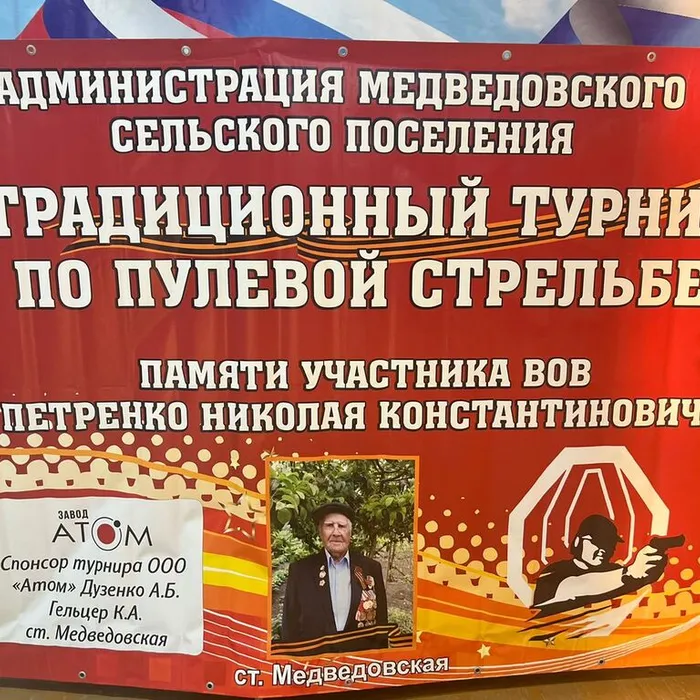 АДМИНИСТРАЦИЯ МЕДВЕДОВСКОГО
СЕЛЬСКОГО ПОСЕЛЕНИЯ
ТРАДИЦИОННЫЙ ТУРНИ
ПО ПУЛЕВОЙ СТРЕЛЬБЕ
ПАМЯТИ УЧАСТНИКА ВОВ
ПЕТРЕНКО НИКОЛАЯ КОНСТАНТИНОВИЧ
ЗАВОД
АТОМ
Спонсор турнира ООО
«Атом» Дузенко А.Б.
Гельцер К.А.
ст. Медведовская
ст. Медведовская